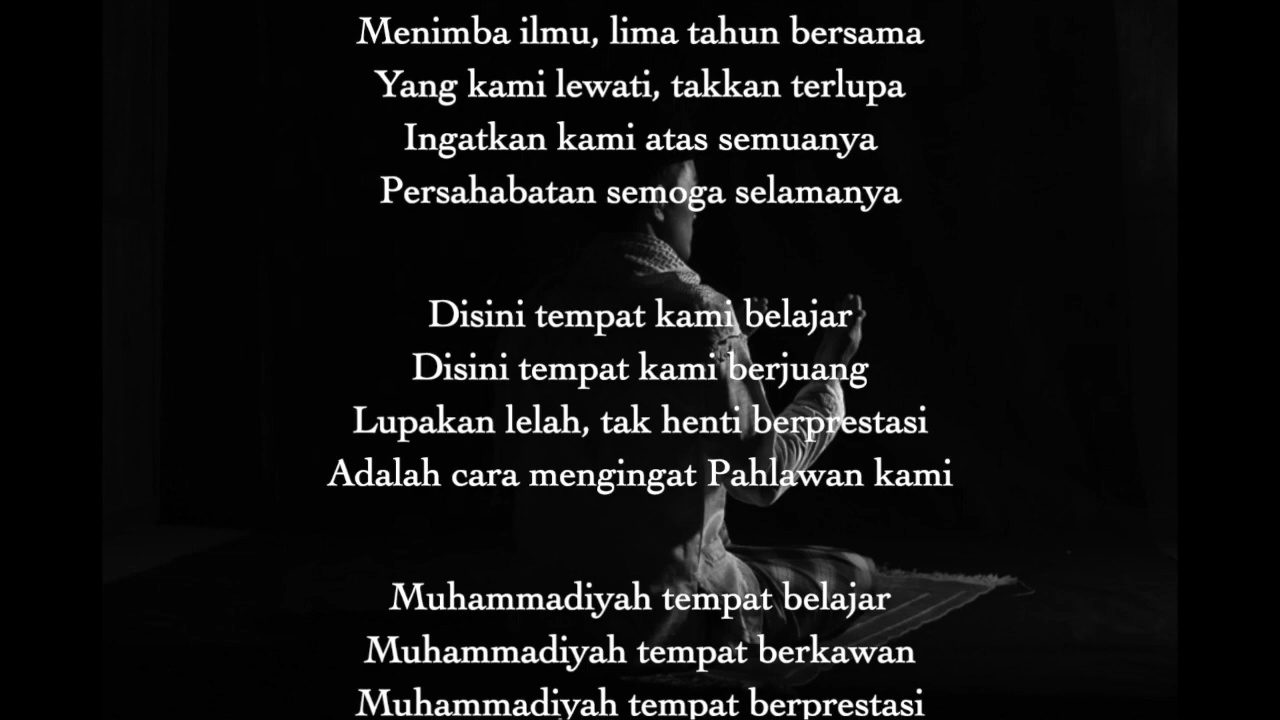 Menimba ilmu, lima tahun bersama
Yang kami lewati, takkan terlupa
Ingatkan kami atas semuanya
Persahabatan semoga selamanya
Disini tempat kami belajar
Disini tempat kami berjuang
Lupakan lelah, tak henti berprestasi
Adalah cara mengingat Pahlawan kami
Muhammadiyah tempat belajar
Muhammadiyah tempat berkawan
Muhammadiyah tempat berprestasi